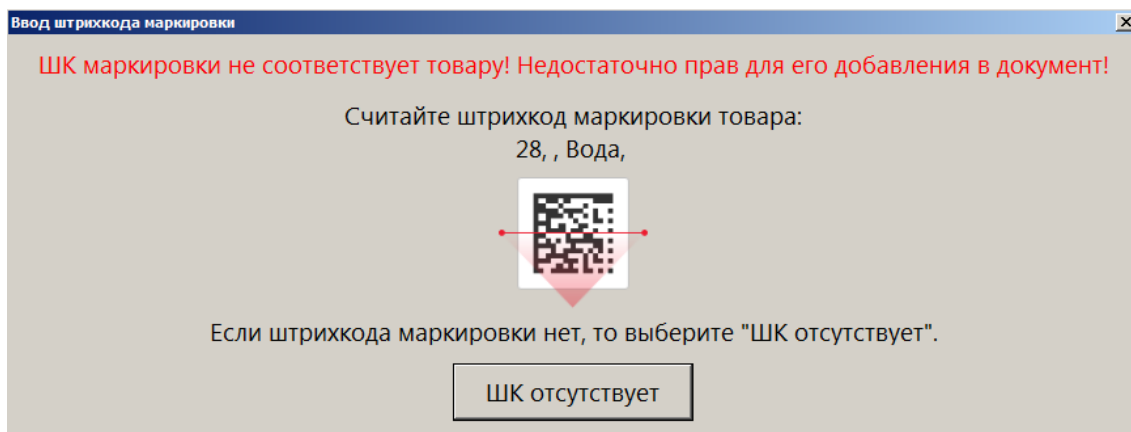 Ввод штрихкода маркировки
ШК маркировки не соответствует товару! Недостаточно прав для его добавления в документ!
Считайте штрихкод маркировки товара:
28, , Вода,
Если штрихкода маркировки нет, то выберите "ШК отсутствует".
ШК отсутствует